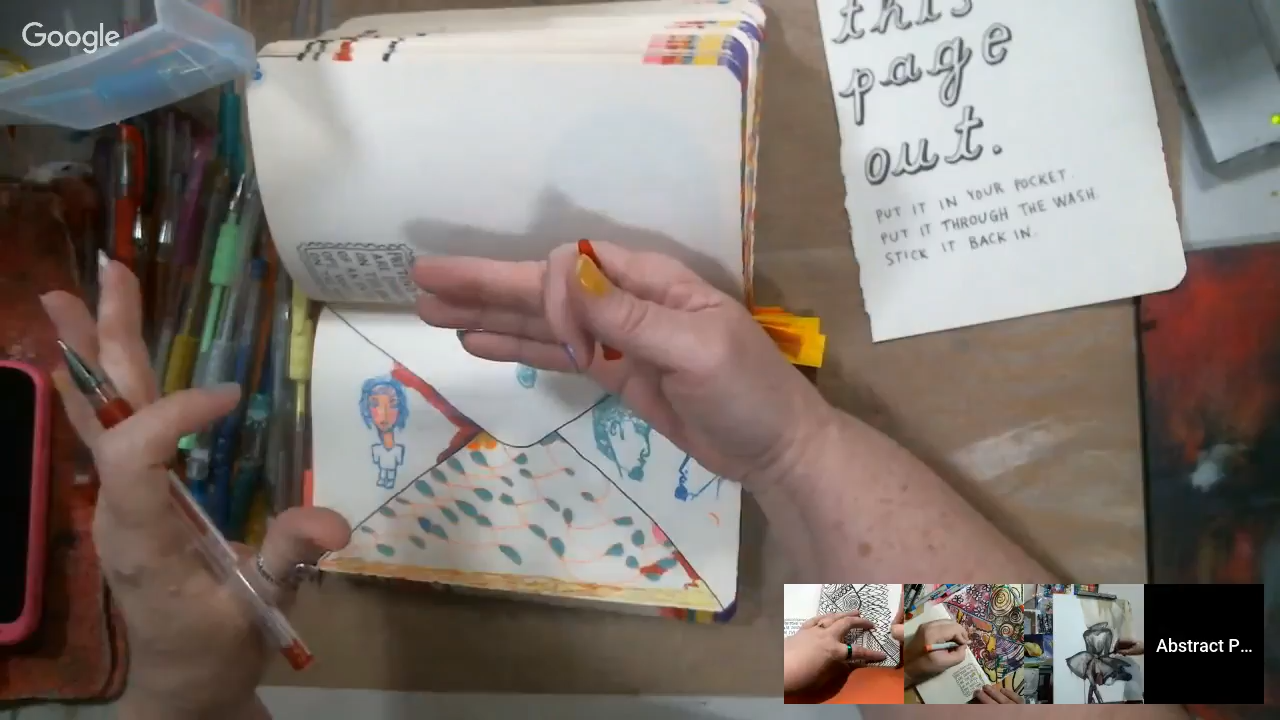 Google
this
page
out.
PUT IT IN YOUR POCKET.
PUT IT THROUGH THE WASH.
STICK IT BACK IN.
Abstract P...